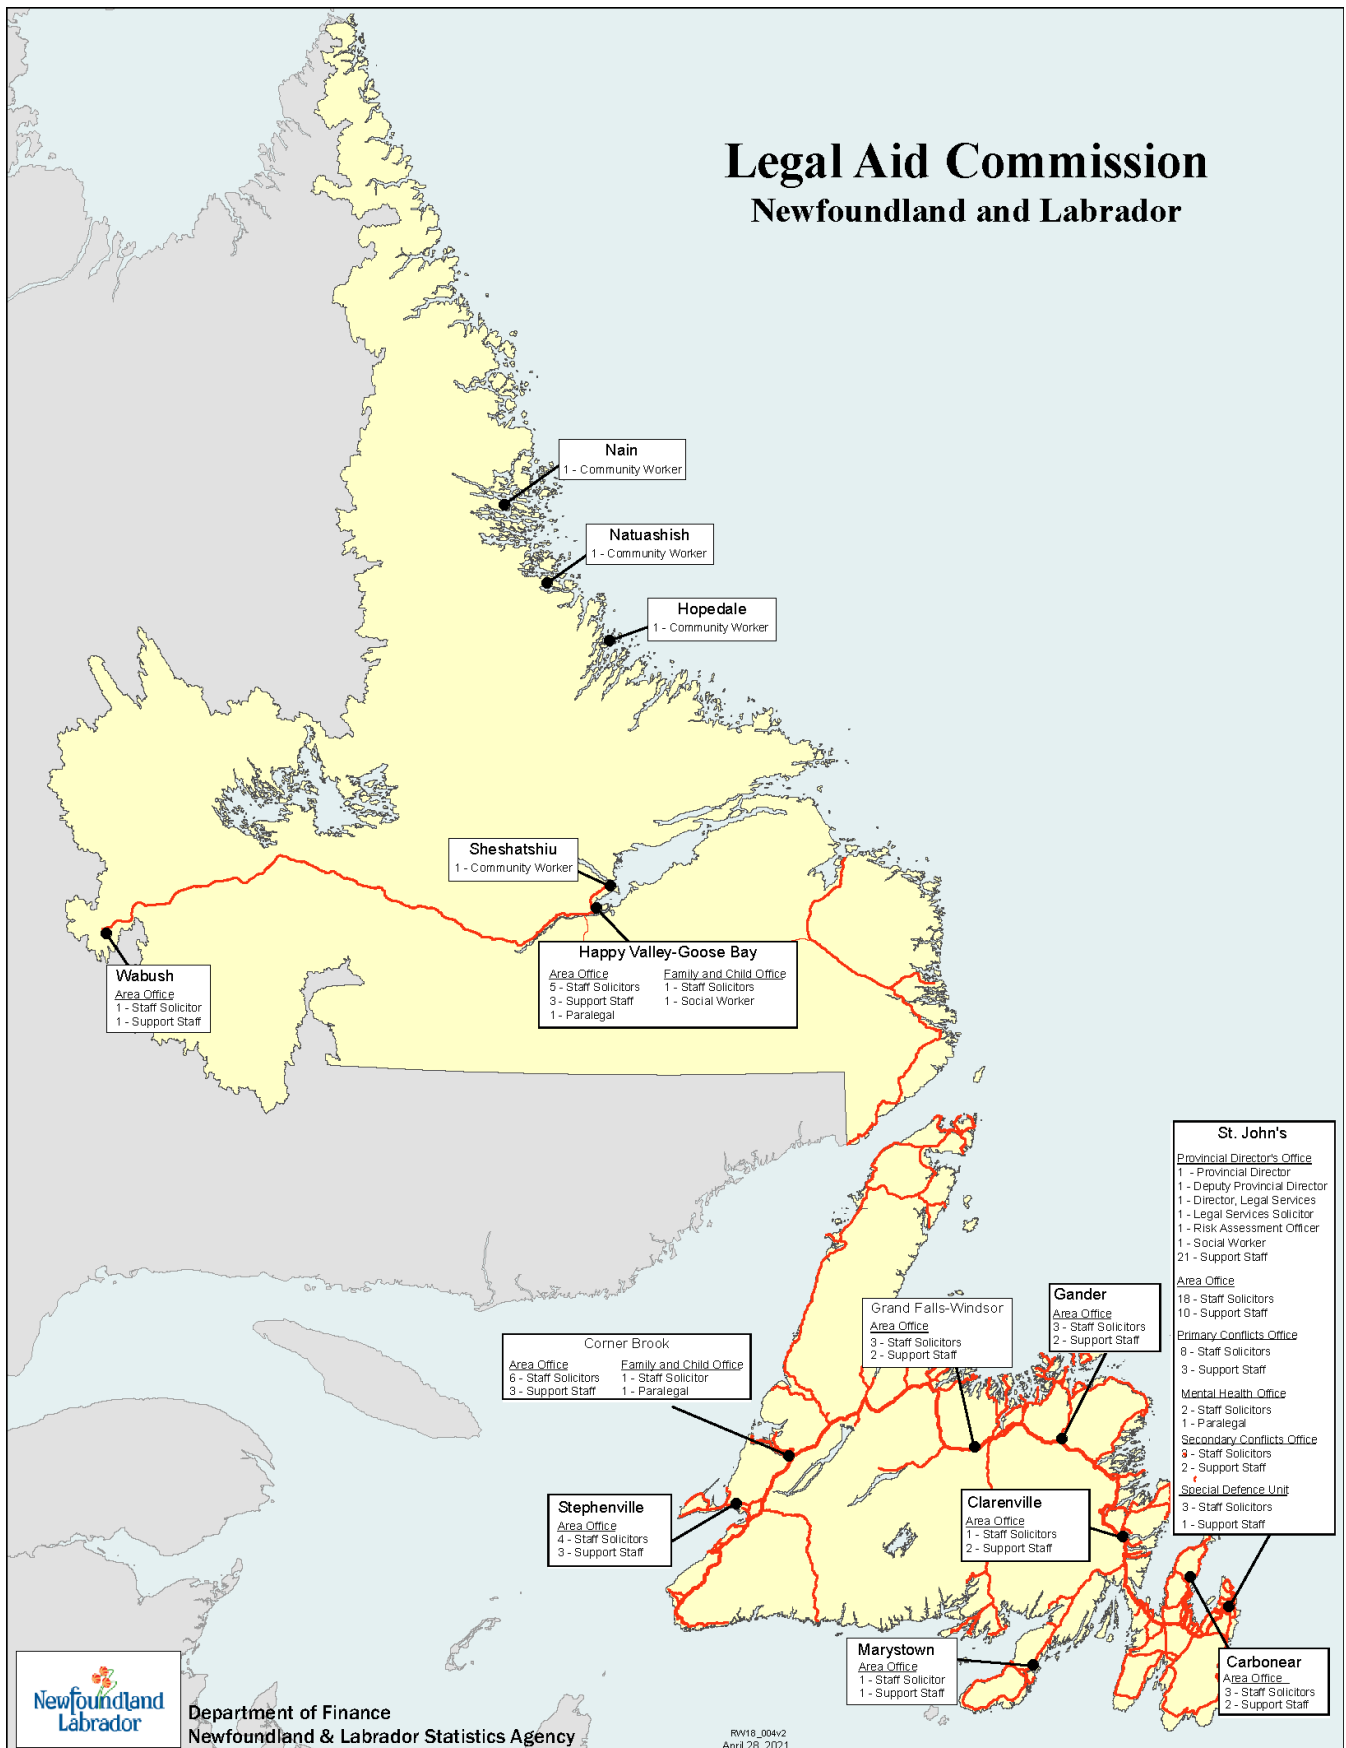 Legal Aid Commission
Newfoundland and Labrador
Nain
1 - Community Worker
Natuashish
1 - Community Worker
Hopedale
1 - Community Worker
Sheshatshiu
1 - Community Worker
Happy Valley-Goose Bay
Area Office
5 - Staff Solicitors
3 - Support Staff
1 - Paralegal
Family and Child Office
1 - Staff Solicitors
1 - Social Worker
Wabush
Area Office
1 - Staff Solicitor
1 - Support Staff
St. John's
Provincial Director's Office
1 - Provincial Director
1 - Deputy Provincial Director
1 - Director, Legal Services
1 - Legal Services Solicitor
1 - Risk Assessment Officer
1 - Social Worker
21 - Support Staff
Area Office
18 - Staff Solicitors
10 - Support Staff
Primary Conflicts Office
8 - Staff Solicitors
3 - Support Staff
Mental Health Office
2 - Staff Solicitors
1 - Paralegal
Secondary Conflicts Office
3 - Staff Solicitors
2 - Support Staff
Special Defence Unit
3 - Staff Solicitors
1 - Support Staff
Gander
Area Office
3 - Staff Solicitors
2 - Support Staff
Grand Falls-Windsor
Area Office
3 - Staff Solicitors
2 - Support Staff
Corner Brook
Area Office
6 - Staff Solicitors
3 - Support Staff
Family and Child Office
1 - Staff Solicitor
1 - Paralegal
Stephenville
Area Office
4 - Staff Solicitors
3 - Support Staff
Clarenville
Area Office
1 - Staff Solicitors
2 - Support Staff
Marystown
Area Office
1 - Staff Solicitor
1 - Support Staff
Carbonear
Area Office
3 - Staff Solicitors
2 - Support Staff
Newfoundland
Labrador
Department of Finance
Newfoundland & Labrador Statistics Agency
RW18_004v2
April 28, 2021